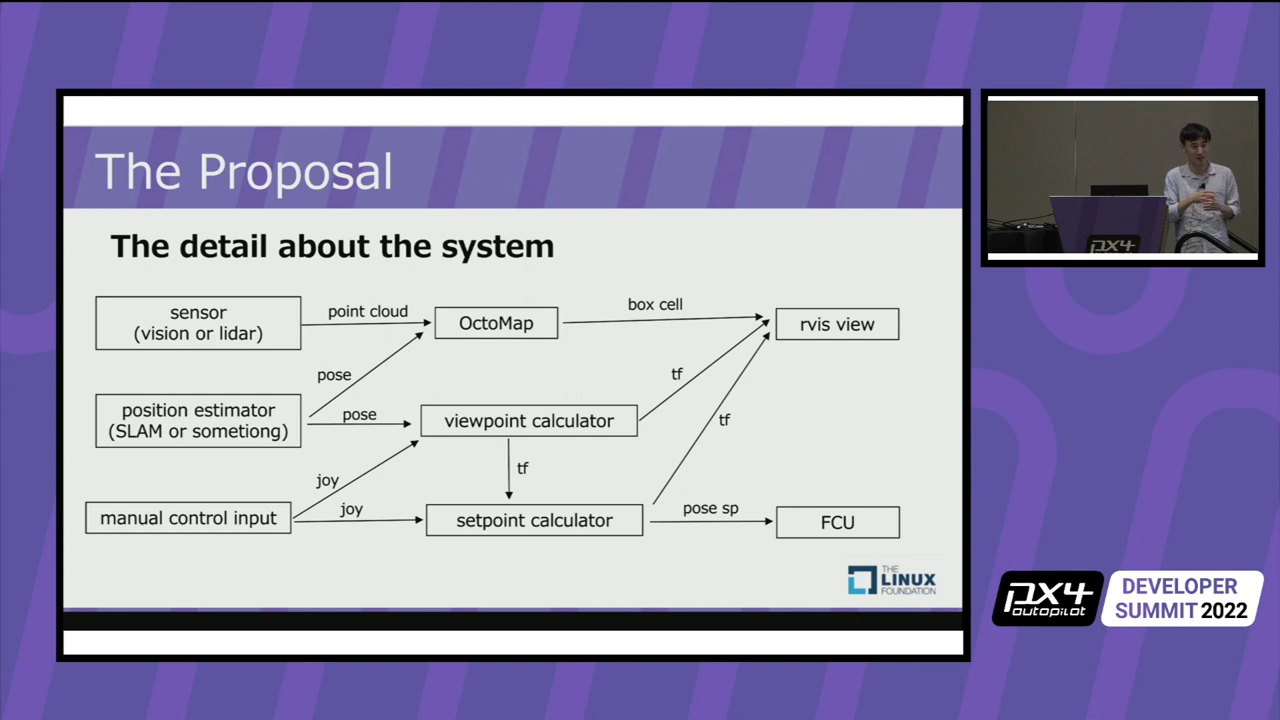 The Proposal
The detail about the system
sensor
(vision or lidar)
point cloud
OctoMap
box cell
rvis view
pose
tf
position estimator
(SLAM or sometiong)
pose
viewpoint calculator
tf
joy
tf
manual control input
joy
setpoint calculator
pose sp
FCU
THE
LINUX
FOUNDATION
px4
px4
autopilot
DEVELOPER
SUMMIT 2022